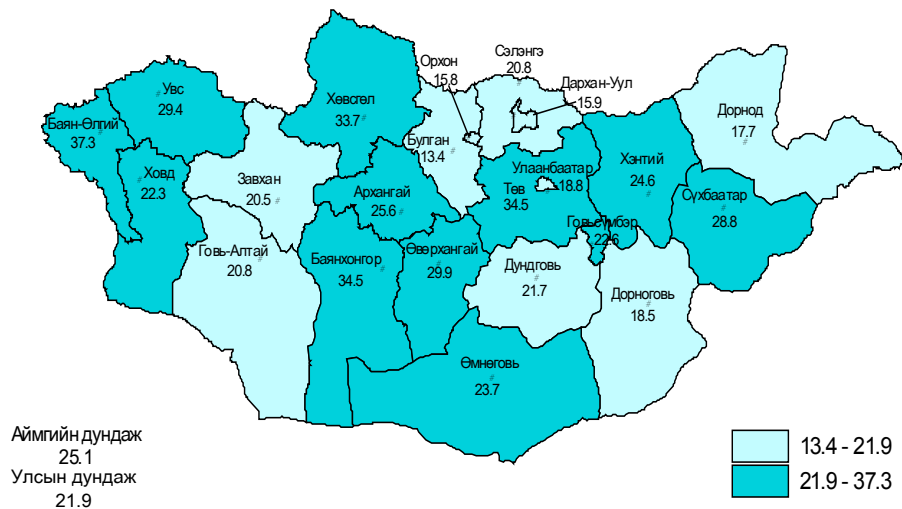 Сэлэнгэ
20.8
Орхон
15.8
Дархан-Уул
15.9
Увс
29.4
Хөвсгөл
33.7
Дорнод
17.7
Баян-Өлгий
37.3
Булган
13.4
Ховд
22.3
Завхан
20.5
Архангай
25.6
Улаанбаатар
18.8
Төв
34.5
Хэнтий
24.6
Сүхбаатар
28.8
Говьсүмбэр
22.6
Говь-Алтай
20.8
Баянхонгор
34.5
Өвөрхангай
29.9
Дундговь
21.7
Дорноговь
18.5
Өмнөговь
23.7
Аймгийн дундаж
25.1
Улсын дундаж
21.9
13.4 - 21.9
21.9 - 37.3